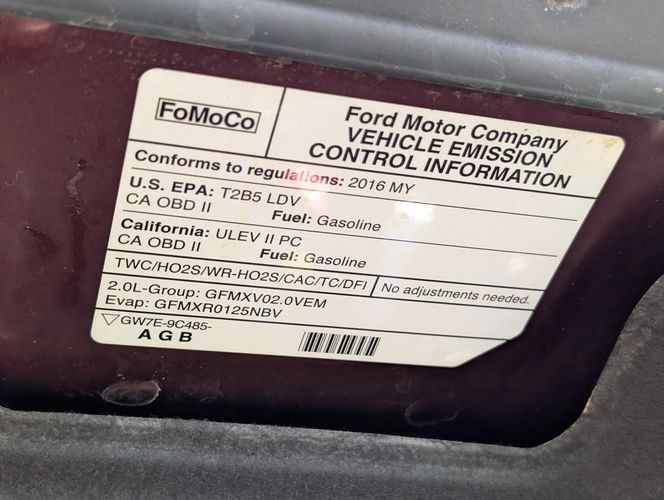 FoMoCo
Ford Motor Company
VEHICLE EMISSION
CONTROL INFORMATION
Conforms to regulations: 2016 MY
U.S. EPA: T2B5 LDV
CA OBD II Fuel: Gasoline
California: ULEV II PC
CA OBD II Fuel: Gasoline
TWC/HO2S/WR-HO2S/CAC/TC/DFI No adjustments needed.
2.0L-Group: GFMXV02.0VEM
Evap: GFMXR0125NBV
GW7E-9C485-
AGB